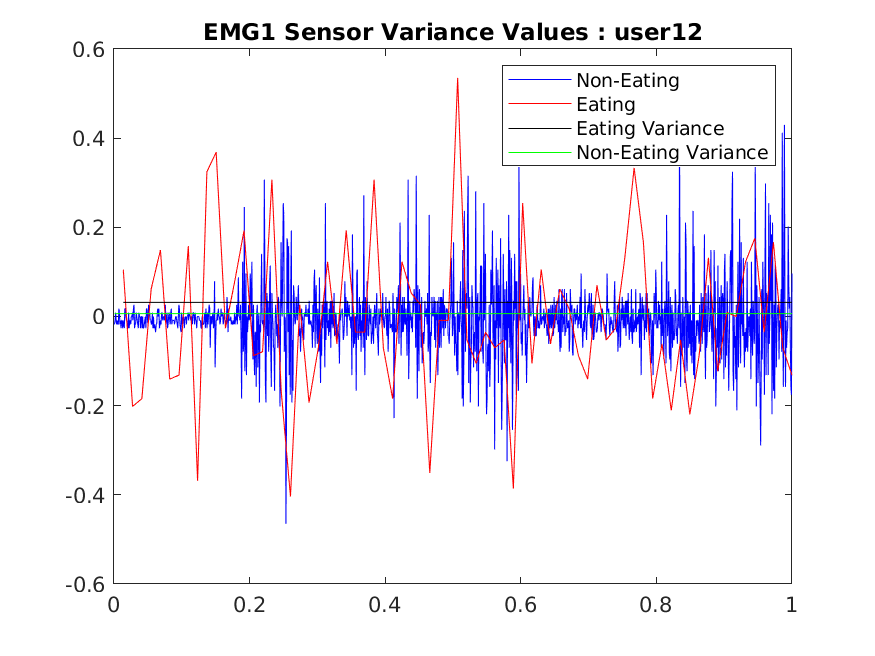 EMG1 Sensor Variance Values : user12
0.6
0.4
0.2
0
-0.2
-0.4
-0.6
Non-Eating
Eating
Eating Variance
Non-Eating Variance
0 0.2 0.4 0.6 0.8 1